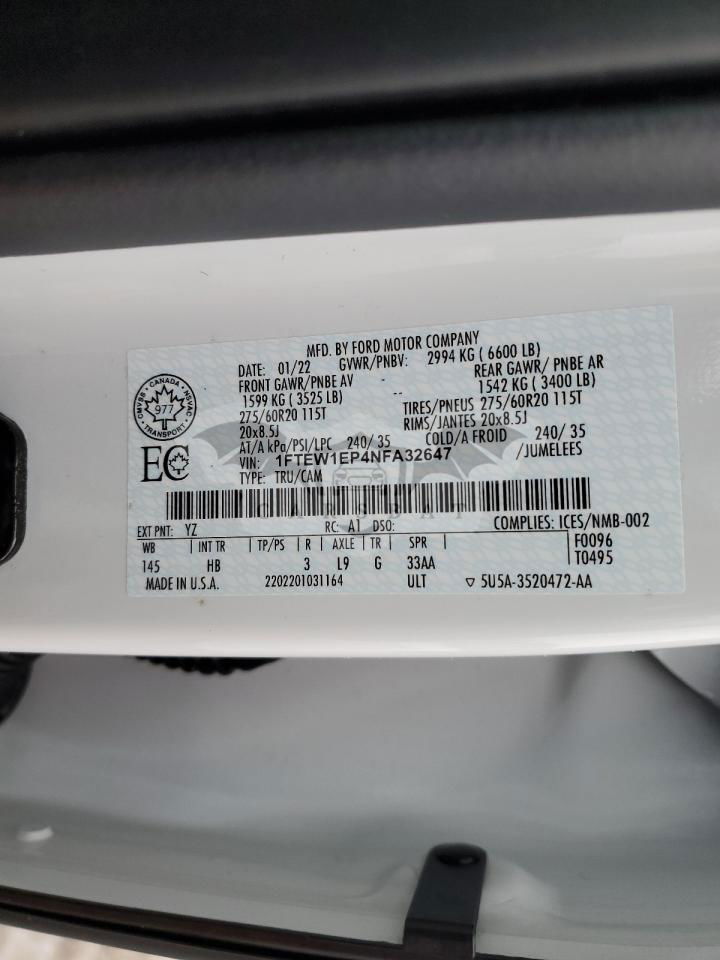 MFD. BY FORD MOTOR COMPANY
DATE: 01/22 GVWR/PNBV: 2994 KG ( 6600 LB)
FRONT GAWR/PNBE AV REAR GAWR/ PNBE AR
1599 KG ( 3525 LB) -- 1542 KG ( 3400 LB)
275/60R20 115T TIRES/PNEUS 275/60R20 115T
20x8.5J RIMS/JANTES 20x8.5J
AT/A kPa/PSI/LPC 240/ 35 COLD/A FROID 240/ 35
VIN: 1FTEW1EP4NFA32647 /JUMELEES
TYPE: TRU/CAM
CANADA
CMVSS · NSVAC
977
TRANSPORT
EC
CARSBAT
EXT PNT: YZ RC: A1 DSO: COMPLIES: ICES/NMB-002
WB INT TR TP/PS R AXLE TR SPR F0096
145 HB 3 L9 G 33AA T0495
MADE IN U.S.A. 2202201031164 ULT ▽ 5U5A-3520472-AA